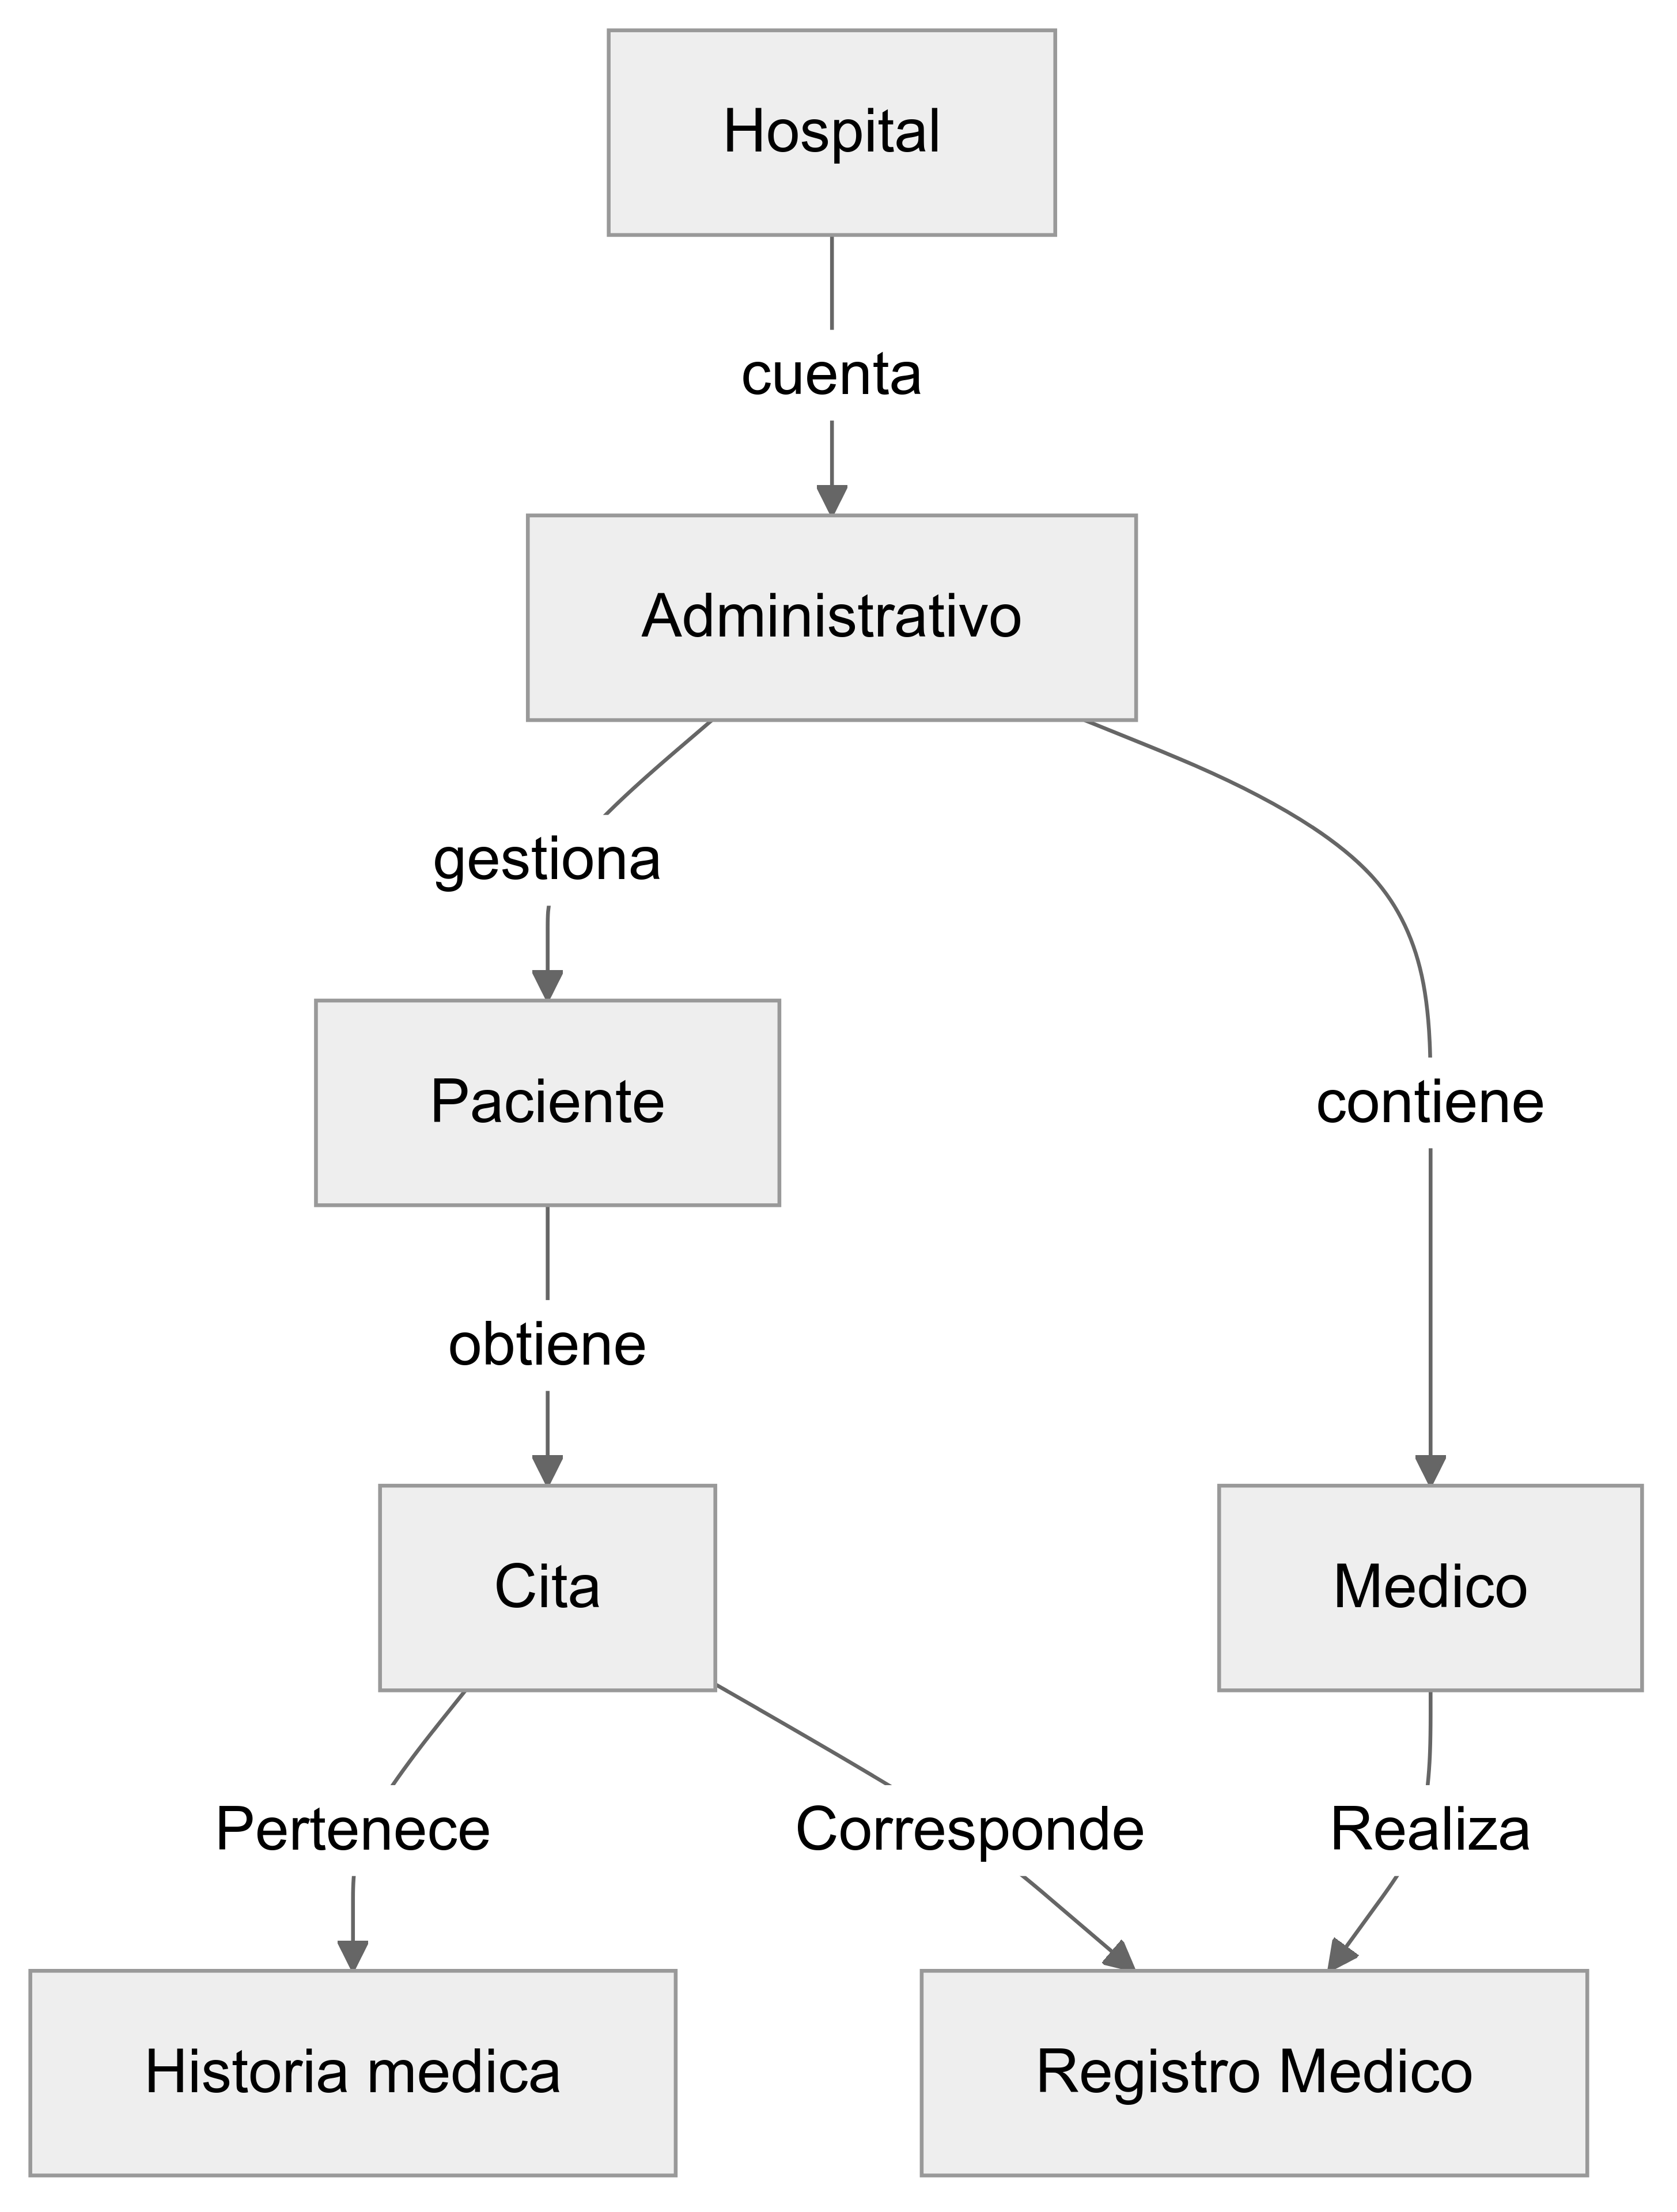 Hospital
cuenta
Administrativo
gestiona
Paciente
contiene
obtiene
Cita
Medico
Pertenece
Corresponde
Realiza
Historia medica
Registro Medico